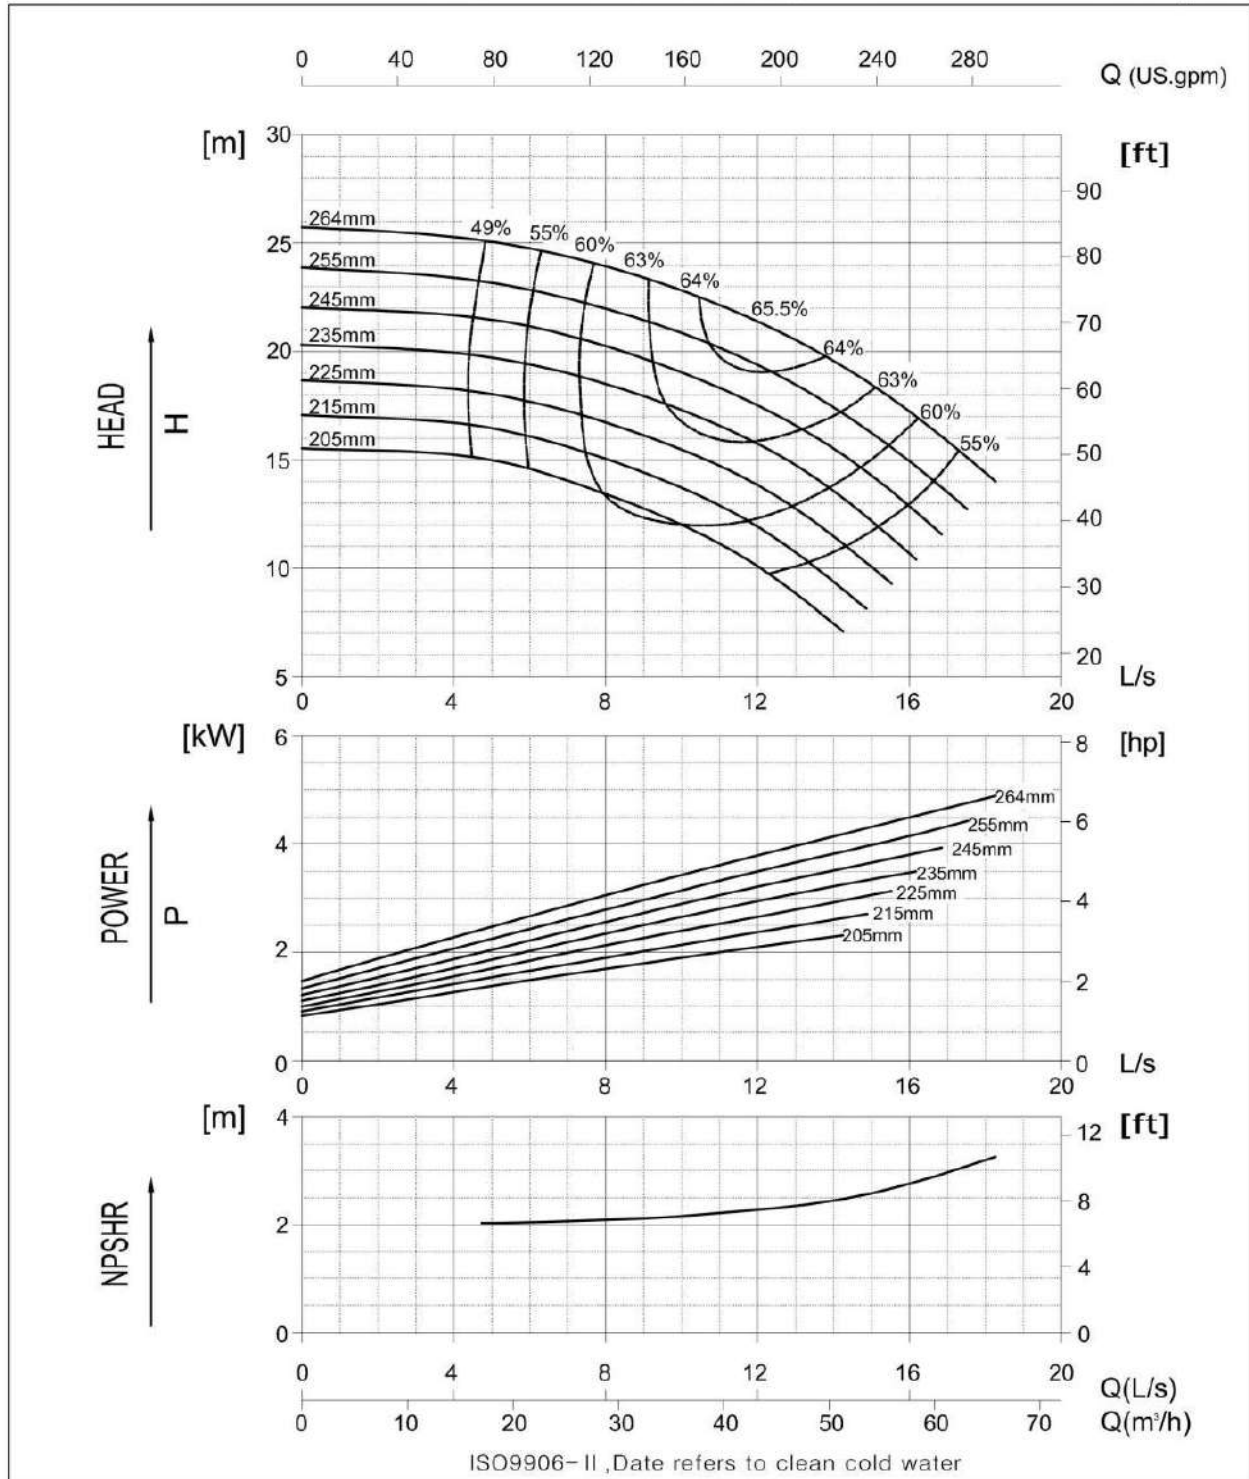 0 40 80 120 160 200 240 280 Q (US.gpm)
[m] 30 [ft]
90
264mm 49% 55% 60% 63% 64% 65.5% 64% 63% 60% 55%
25 80
255mm
245mm 70
235mm
20
225mm 60
215mm
205mm
15 50
HEAD H
40
10
30
20
5 L/s
0 4 8 12 16 20
[kW] 6 8 [hp]
264mm
255mm 6
4 245mm
235mm
225mm 4
215mm
205mm
POWER P
2 2
0 0 L/s
0 4 8 12 16 20
[m] 4 12 [ft]
8
2
4
NPSHR
0 0
0 4 8 12 16 20 Q(L/s)
0 10 20 30 40 50 60 70 Q(m³/h)
ISO9906-II ,Date refers to clean cold water